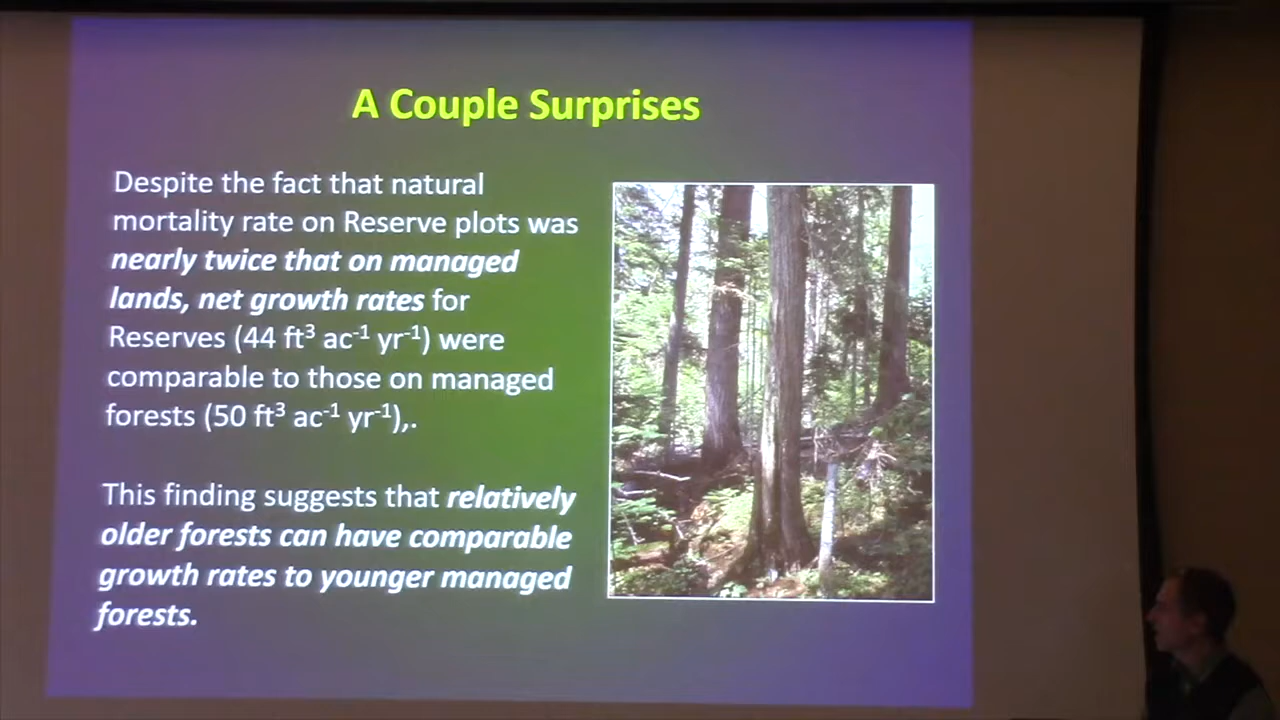 A Couple Surprises
Despite the fact that natural
mortality rate on Reserve plots was
nearly twice that on managed
lands, net growth rates for
Reserves (44 ft³ ac⁻¹ yr⁻¹) were
comparable to those on managed
forests (50 ft³ ac⁻¹ yr⁻¹),.
This finding suggests that relatively
older forests can have comparable
growth rates to younger managed
forests.